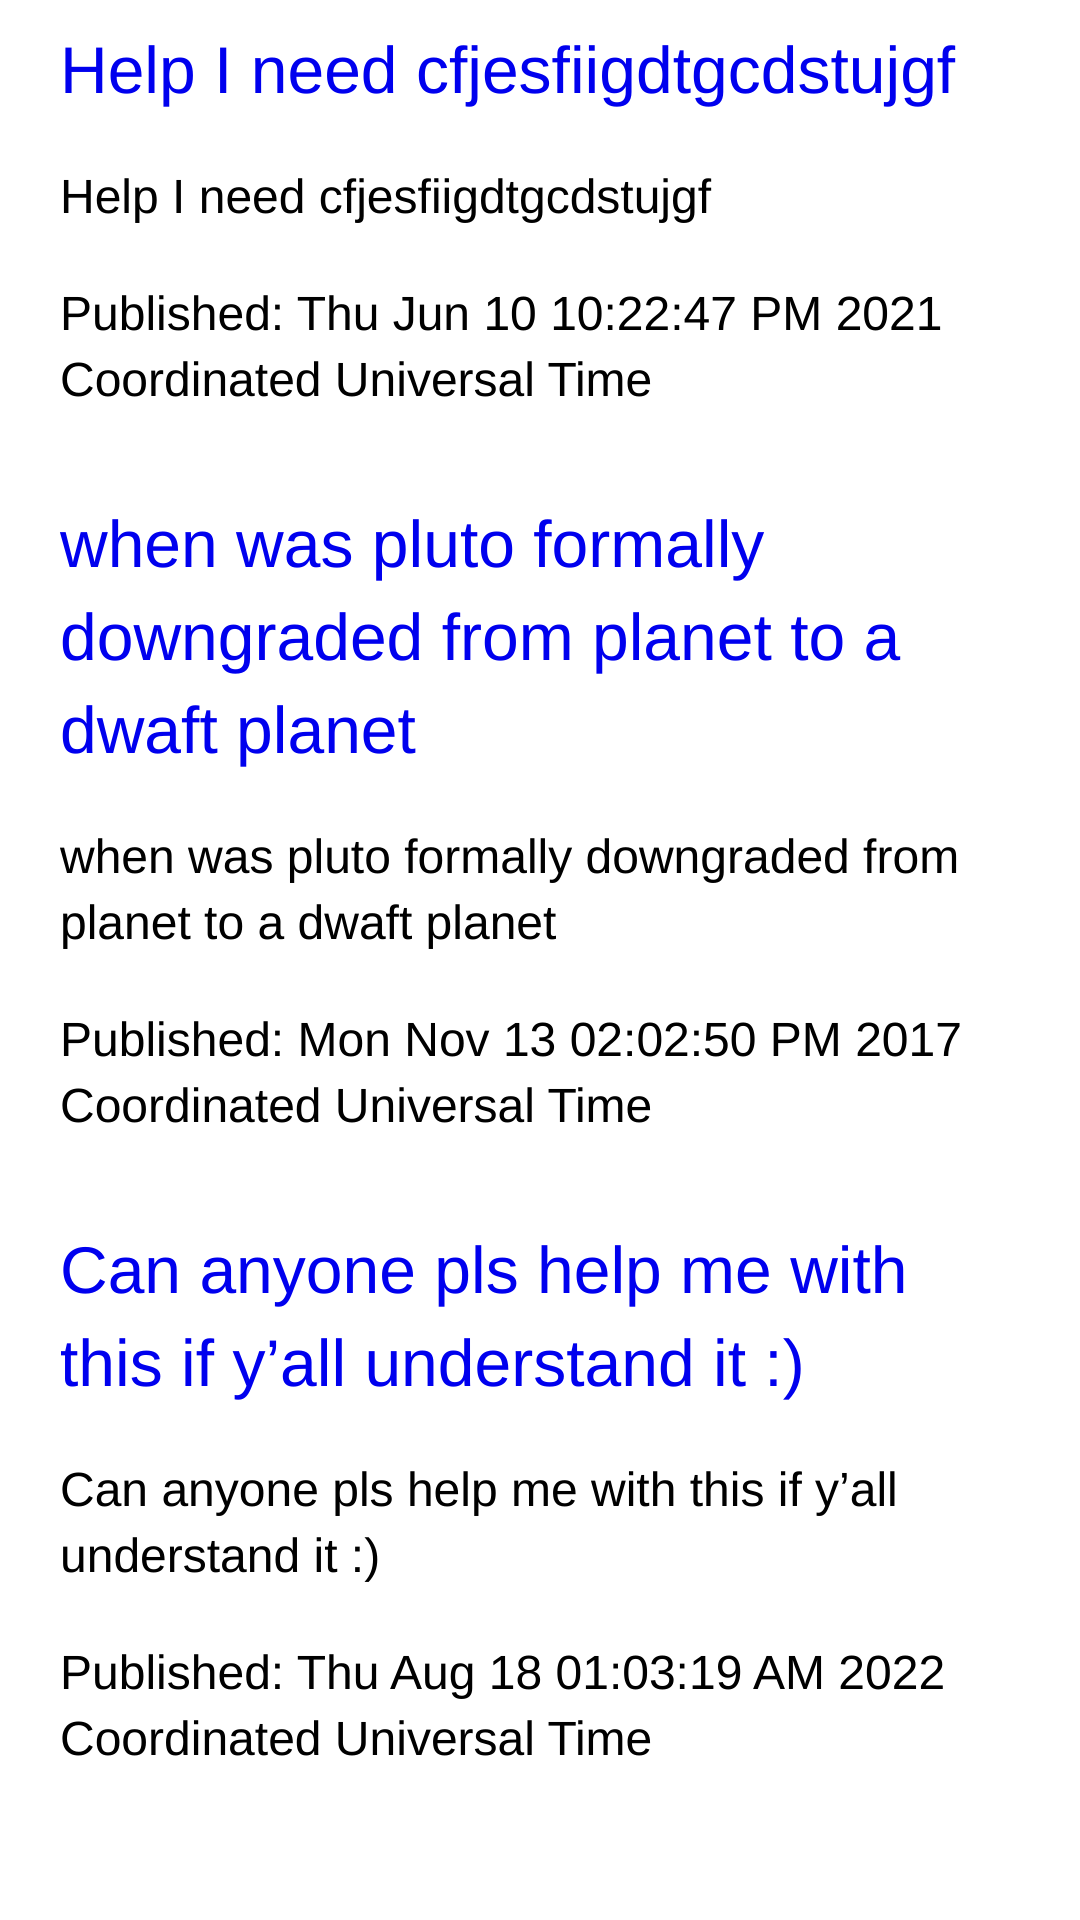 Help I need cfjesfiigdtgcdstujgf
Help I need cfjesfiigdtgcdstujgf
Published: Thu Jun 10 10:22:47 PM 2021
Coordinated Universal Time
when was pluto formally
downgraded from planet to a
dwaft planet
when was pluto formally downgraded from
planet to a dwaft planet
Published: Mon Nov 13 02:02:50 PM 2017
Coordinated Universal Time
Can anyone pls help me with
this if y’all understand it :)
Can anyone pls help me with this if y’all
understand it :)
Published: Thu Aug 18 01:03:19 AM 2022
Coordinated Universal Time